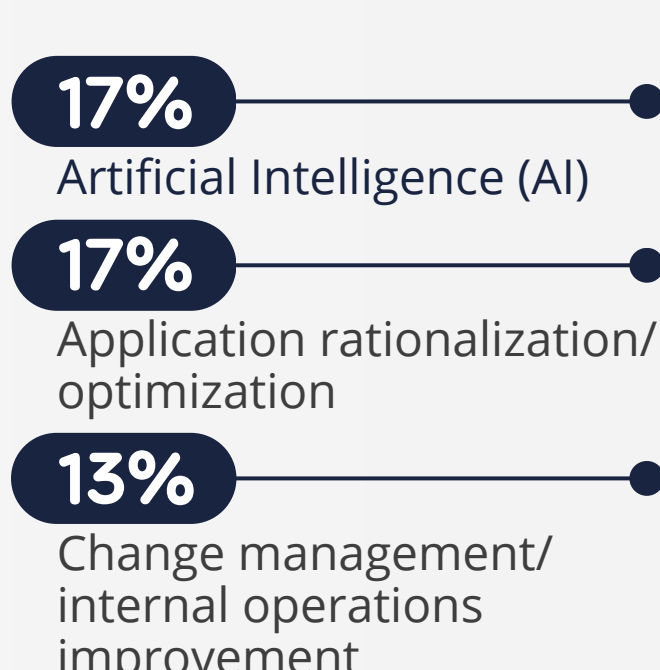 17%
Artificial Intelligence (AI)
17%
Application rationalization/
optimization
13%
Change management/
internal operations
improvement